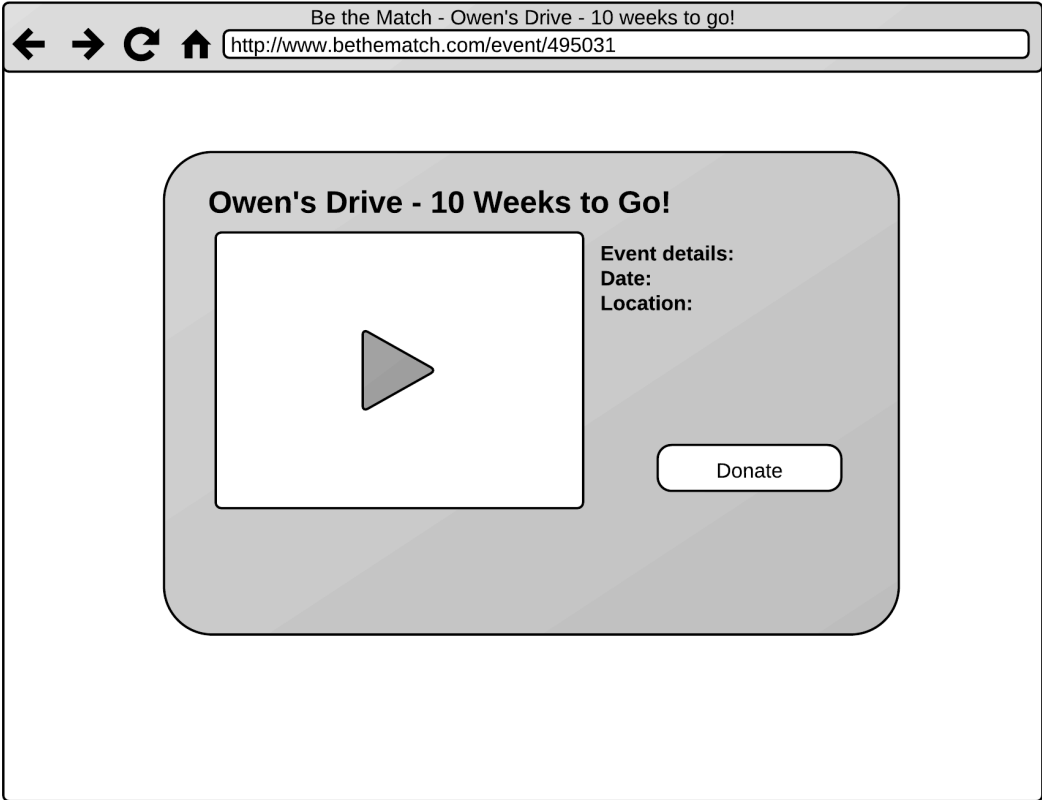 Be the Match - Owen's Drive - 10 weeks to go!
http://www.bethematch.com/event/495031
Owen's Drive - 10 Weeks to Go!
Event details:
Date:
Location:
Donate